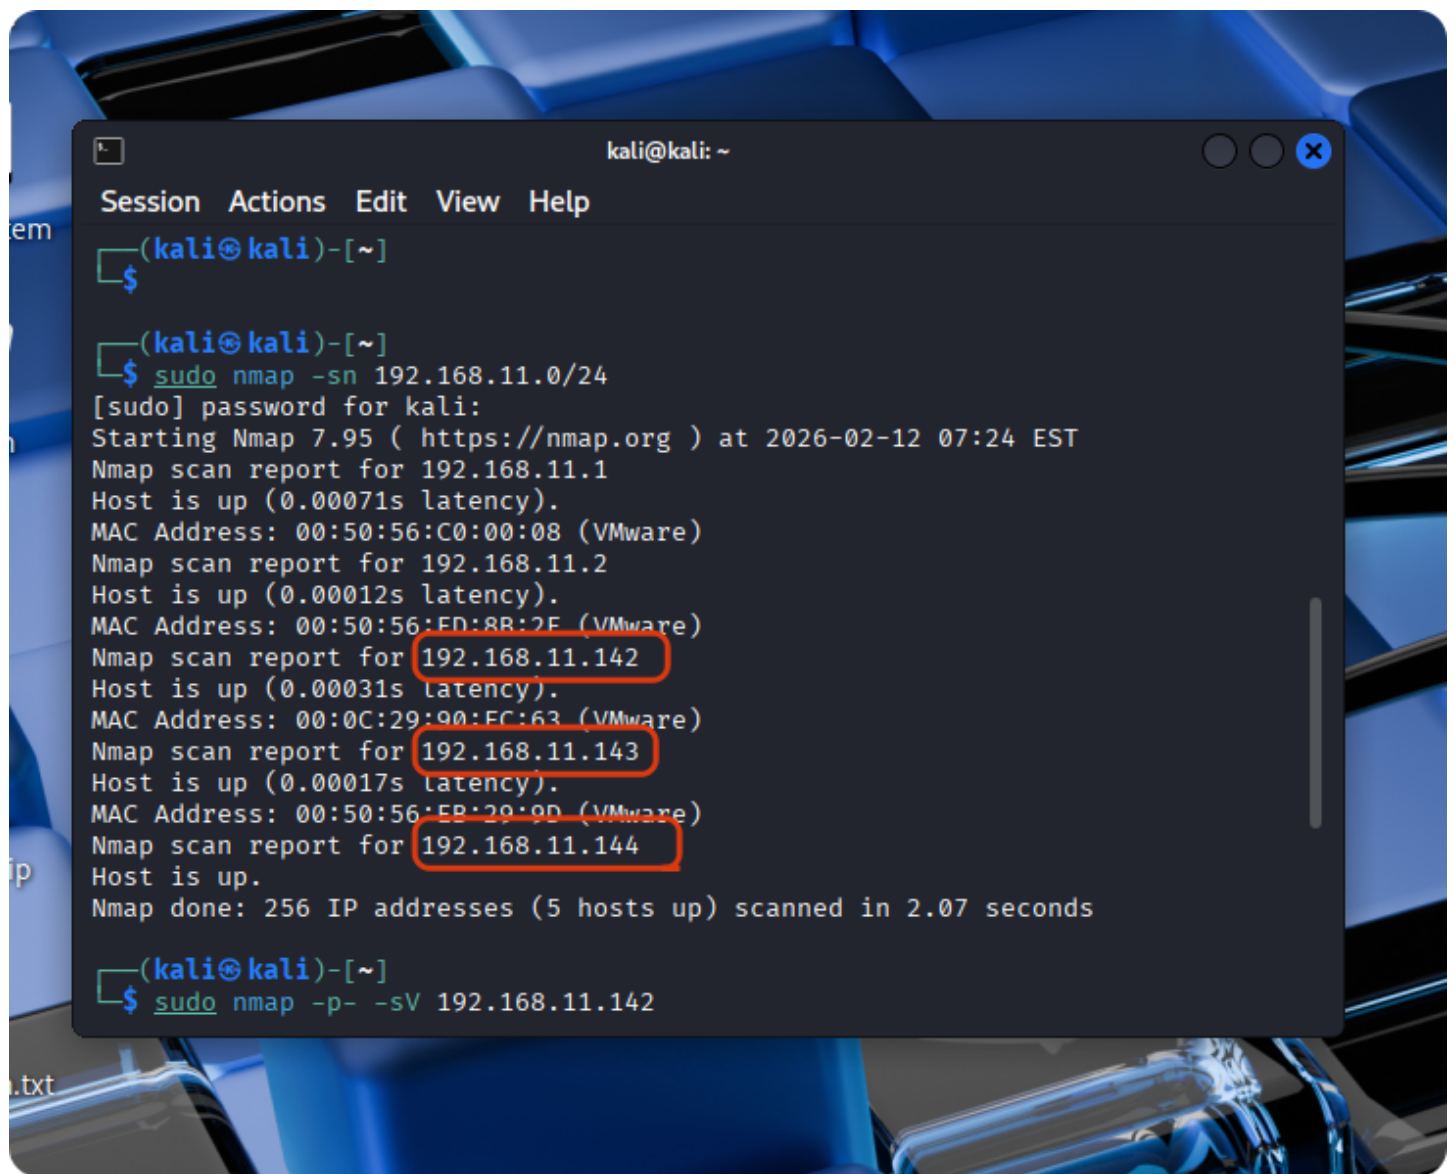 kali@kali: ~
Session Actions Edit View Help
tem
┌──(kali㉿kali)-[~]
└─$
┌──(kali㉿kali)-[~]
└─$ sudo nmap -sn 192.168.11.0/24
[sudo] password for kali:
Starting Nmap 7.95 ( https://nmap.org ) at 2026-02-12 07:24 EST
Nmap scan report for 192.168.11.1
Host is up (0.00071s latency).
MAC Address: 00:50:56:C0:00:08 (VMware)
Nmap scan report for 192.168.11.2
Host is up (0.00012s latency).
MAC Address: 00:50:56:ED:8B:2E (VMware)
Nmap scan report for 192.168.11.142
Host is up (0.00031s latency).
MAC Address: 00:0C:29:90:EC:63 (VMware)
Nmap scan report for 192.168.11.143
Host is up (0.00017s latency).
MAC Address: 00:50:56:EB:29:9D (VMware)
Nmap scan report for 192.168.11.144
ip
Host is up.
Nmap done: 256 IP addresses (5 hosts up) scanned in 2.07 seconds
┌──(kali㉿kali)-[~]
└─$ sudo nmap -p- -sV 192.168.11.142
.txt